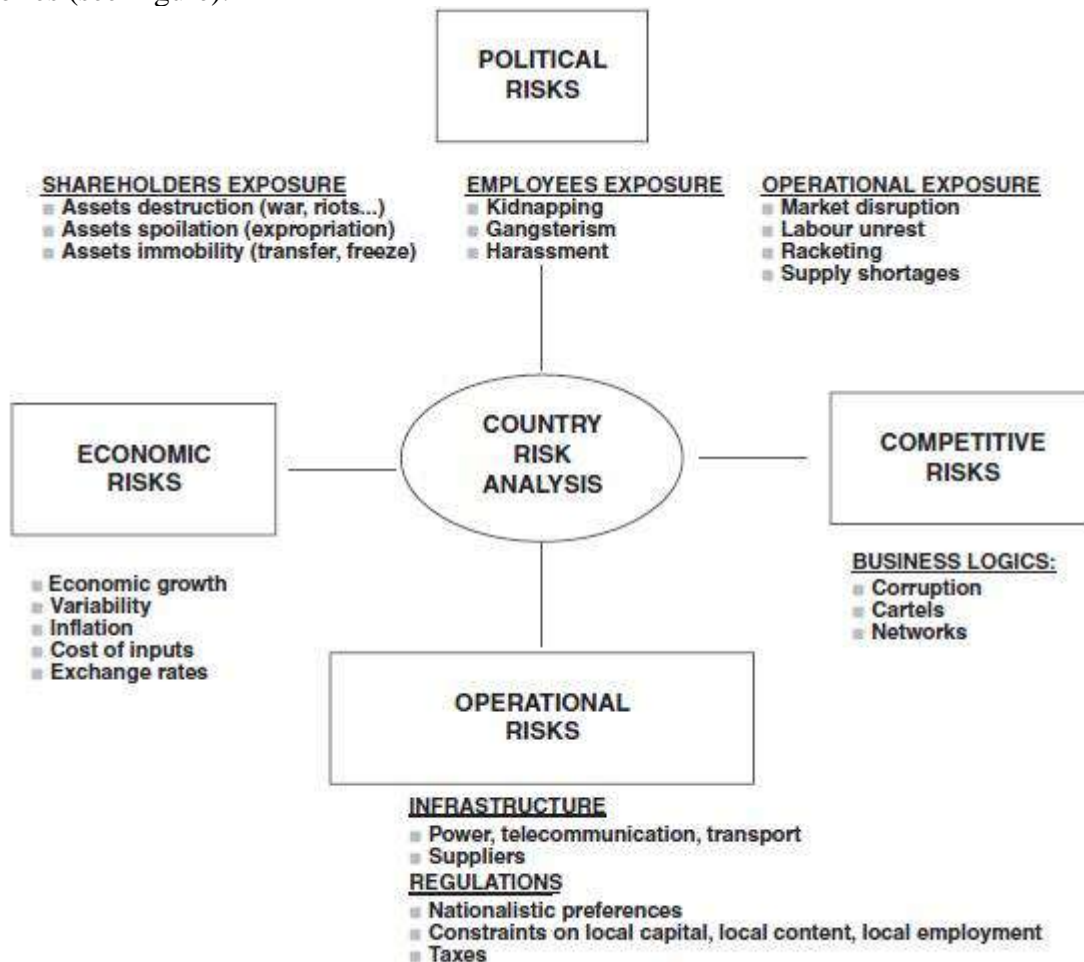 (see Figure).
POLITICAL
RISKS
SHAREHOLDERS EXPOSURE
■ Assets destruction (war, riots...)
■ Assets spoilation (expropriation)
■ Assets immobility (transfer, freeze)
EMPLOYEES EXPOSURE
■ Kidnapping
■ Gangsterism
■ Harassment
OPERATIONAL EXPOSURE
■ Market disruption
■ Labour unrest
■ Racketing
■ Supply shortages
ECONOMIC
RISKS
COUNTRY
RISK
ANALYSIS
COMPETITIVE
RISKS
■ Economic growth
■ Variability
■ Inflation
■ Cost of inputs
■ Exchange rates
BUSINESS LOGICS:
■ Corruption
■ Cartels
■ Networks
OPERATIONAL
RISKS
INFRASTRUCTURE
■ Power, telecommunication, transport
■ Suppliers
REGULATIONS
■ Nationalistic preferences
■ Constraints on local capital, local content, local employment
■ Taxes